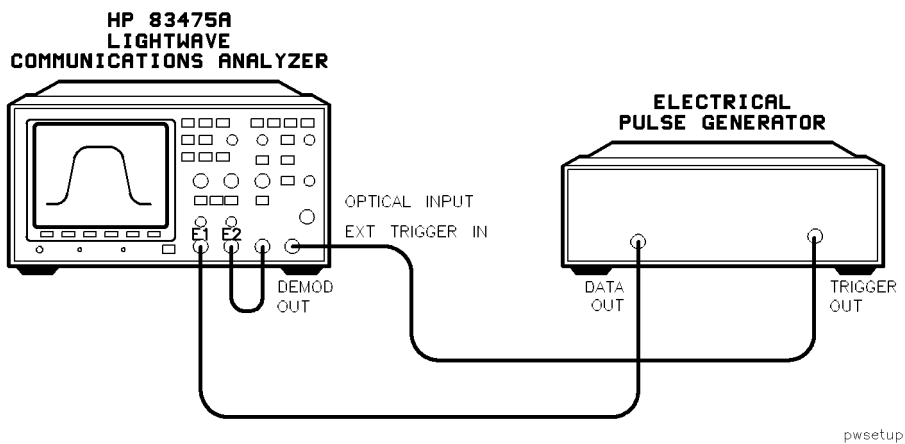 HP 83475A
LIGHTWAVE
COMMUNICATIONS ANALYZER
ELECTRICAL
PULSE GENERATOR
OPTICAL INPUT
EXT TRIGGER IN
E1 E2
DEMOD
OUT
DATA
OUT
TRIGGER
OUT
pwsetup